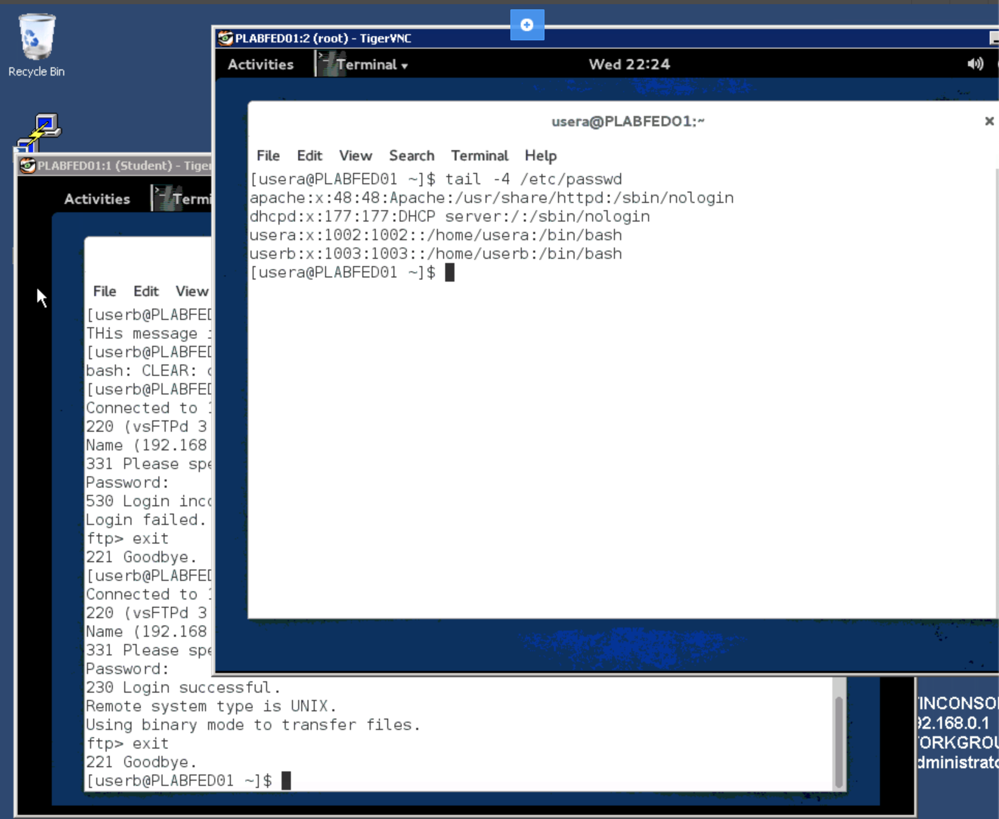 Recycle Bin
PLABFED01:2 (root) - TigerVNC
Activities Terminal Wed 22:24
usera@PLABFED01:~
File Edit View Search Terminal Help
[usera@PLABFED01 ~]$ tail -4 /etc/passwd
apache:x:48:48:Apache:/usr/share/httpd:/sbin/nologin
dhcpd:x:177:177:DHCP server:/:/sbin/nologin
usera:x:1002:1002::/home/usera:/bin/bash
userb:x:1003:1003::/home/userb:/bin/bash
[usera@PLABFED01 ~]$
PLABFED01:1 (Student) - Tiger
Activities Termi
File Edit View
[userb@PLABFED
THis message
[userb@PLABFED
bash: CLEAR:
[userb@PLABFED
Connected to
220 (vsFTPd 3
Name (192.168
331 Please spe
Password:
530 Login inco
Login failed.
ftp> exit
221 Goodbye.
[userb@PLABFED
Connected to
220 (vsFTPd 3
Name (192.168
331 Please spe
Password:
230 Login successful.
Remote system type is UNIX.
Using binary mode to transfer files.
ftp> exit
221 Goodbye.
[userb@PLABFED01 ~]$
INCONSO
2.168.0.1
ORKGROU
dministrato